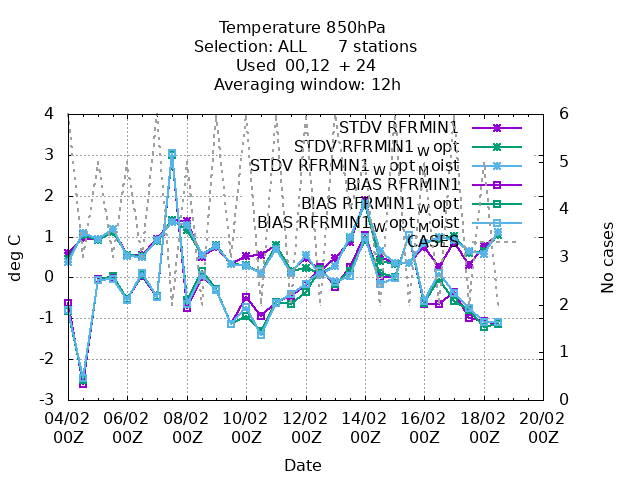 Temperature 850hPa
Selection: ALL 7 stations
Used 00,12 + 24
Averaging window: 12h
4 3 2 1 0 -1 -2 -3
deg C
6 5 4 3 2 1 0
No cases
STDV RFRMIN1
STDV RFRMIN1_W opt
STDV RFRMIN1_W opt_M oist
BIAS RFRMIN1
BIAS RFRMIN1_W opt
BIAS RFRMIN1_W opt_M oist
CASES
04/02 06/02 08/02 10/02 12/02 14/02 16/02 18/02 20/02
00Z 00Z 00Z 00Z 00Z 00Z 00Z 00Z 00Z
Date